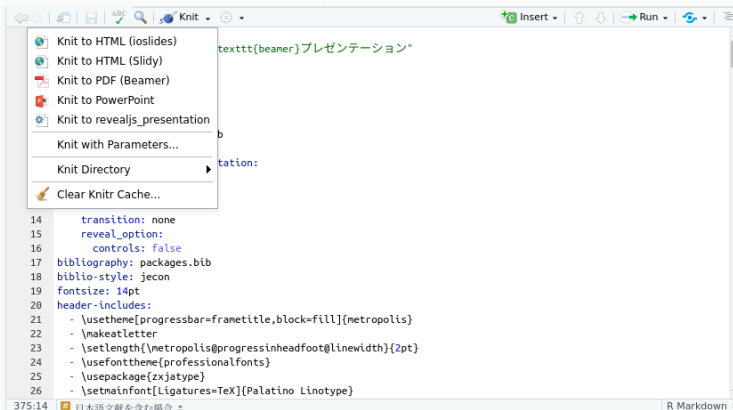 ABC Knit Insert Run
Knit to HTML (ioslides)
texttt{beamer}プレゼンテーション"
Knit to HTML (Slidy)
Knit to PDF (Beamer)
Knit to PowerPoint
Knit to revealjs_presentation
b
Knit with Parameters...
tation:
Knit Directory
Clear Knitr Cache...
14 transition: none
15 reveal_option:
16 controls: false
17 bibliography: packages.bib
18 biblio-style: jecon
19 fontsize: 14pt
20 header-includes:
21 - \usetheme[progressbar=frametitle,block=fill]{metropolis}
22 - \makeatletter
23 - \setlength{\metropolis@progressinheadfoot@linewidth}{2pt}
24 - \usefonttheme{professionalfonts}
25 - \usepackage{zxjatype}
26 - \setmainfont[Ligatures=TeX]{Palatino Linotype}
375:14 # 日本語文献を含む場合 R Markdown